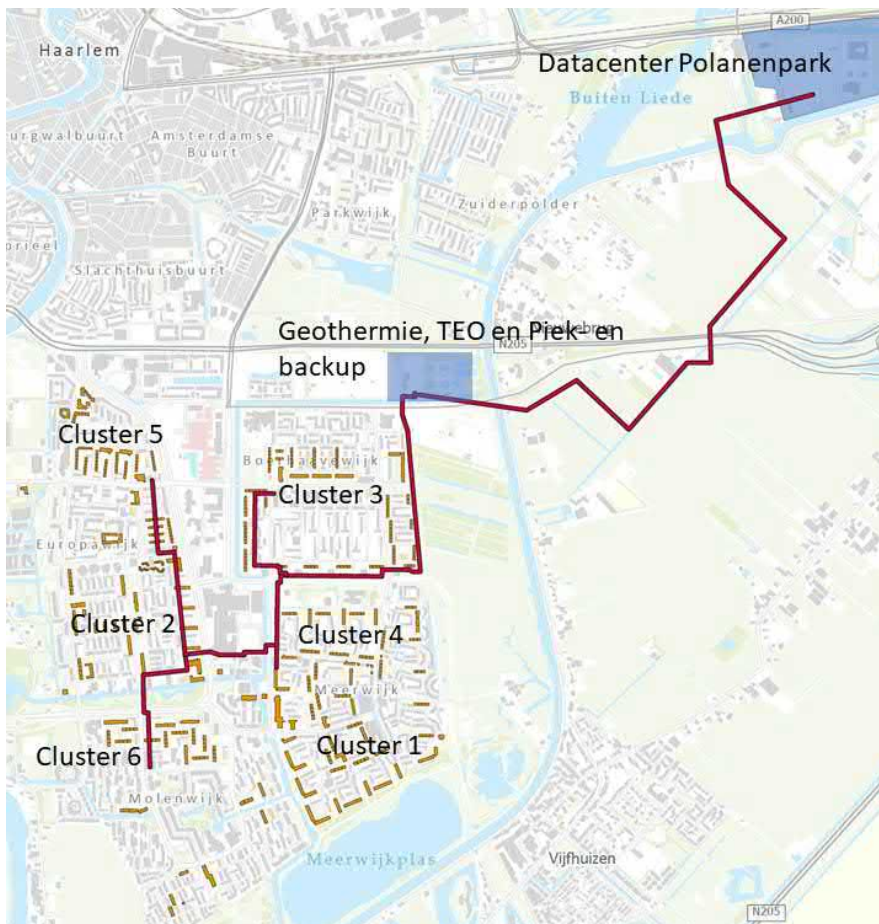 A200
Haarlem
Datacenter Polanenpark
Buiten Liede
Amsterdamse
Buurt
Zuiderpolder
Parkwijk
Slachthuisbuurt
Geothermie, TEO en Piek- en
backup
N205
Cluster 5
Boerhaavewijk
Cluster 3
Europawijk
Cluster 2
Cluster 4
Meerwijk
Cluster 1
Cluster 6
Molenwijk
Meerwijkplas
Vijfhuizen
N205